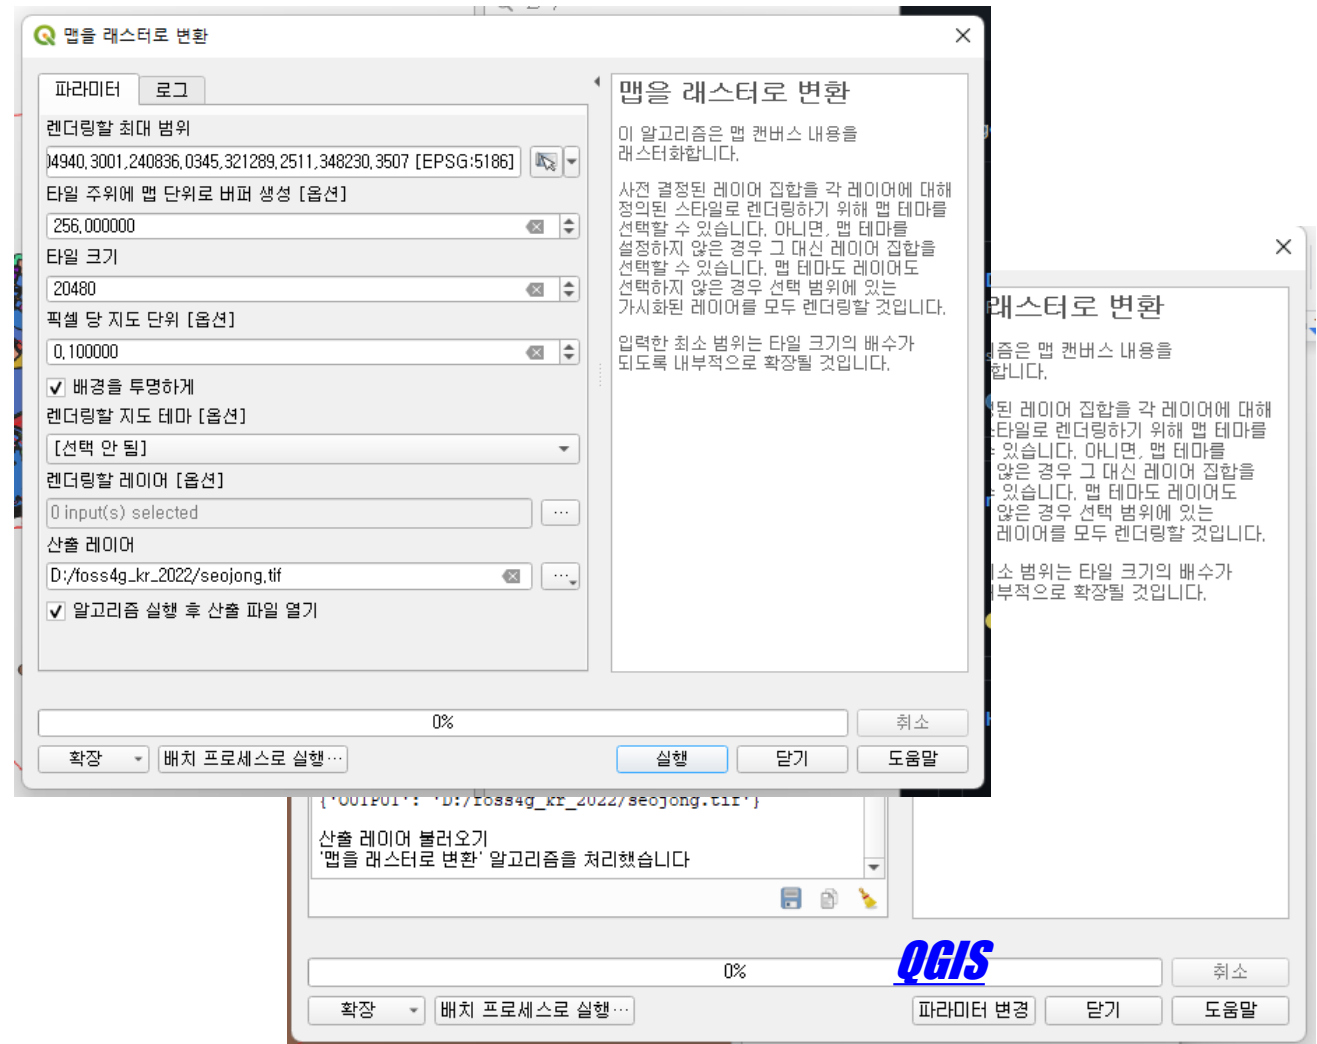 맵을 래스터로 변환
파라미터
로그
렌더링할 최대 범위
4940,3001,240836,0345,321289,2511,348230,3507 [EPSG:5186]
타일 주위에 맵 단위로 버퍼 생성 [옵션]
256,000000
타일 크기
20480
픽셀 당 지도 단위 [옵션]
0,100000
배경을 투명하게
렌더링할 지도 테마 [옵션]
[선택 안 됨]
렌더링할 레이어 [옵션]
0 input(s) selected
…
산출 레이어
D:/foss4g_kr_2022/seojong.tif
…
알고리즘 실행 후 산출 파일 열기
맵을 래스터로 변환
이 알고리즘은 맵 캔버스 내용을
래스터화합니다.
사전 결정된 레이어 집합을 각 레이어에 대해
정의된 스타일로 렌더링하기 위해 맵 테마를
선택할 수 있습니다. 아니면, 맵 테마를
설정하지 않은 경우 그 대신 레이어 집합을
선택할 수 있습니다. 맵 테마도 레이어도
선택하지 않은 경우 선택 범위에 있는
가시화된 레이어를 모두 렌더링할 것입니다.
입력한 최소 범위는 타일 크기의 배수가
되도록 내부적으로 확장될 것입니다.
0%
취소
확장
배치 프로세스로 실행…
실행
닫기
도움말
래스터로 변환
즘은 맵 캔버스 내용을
합니다.
된 레이어 집합을 각 레이어에 대해
타일로 렌더링하기 위해 맵 테마를
있습니다. 아니면, 맵 테마를
않은 경우 그 대신 레이어 집합을
있습니다. 맵 테마도 레이어도
않은 경우 선택 범위에 있는
레이어를 모두 렌더링할 것입니다.
소 범위는 타일 크기의 배수가
부적으로 확장될 것입니다.
{'OUTPUT': 'D:/foss4g_kr_2022/seojong.tif'}
산출 레이어 불러오기
'맵을 래스터로 변환' 알고리즘을 처리했습니다
QGIS
0%
취소
확장
배치 프로세스로 실행…
파라미터 변경
닫기
도움말